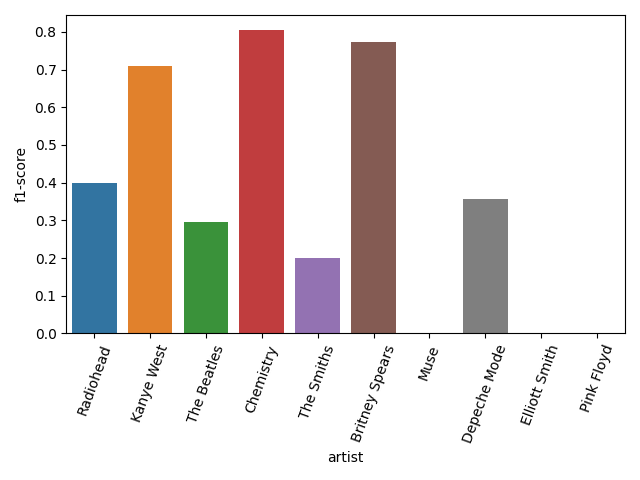 f1-score
0.8
0.7
0.6
0.5
0.4
0.3
0.2
0.1
0.0
Radiohead
Kanye West
The Beatles
Chemistry
The Smiths
Britney Spears
Muse
Depeche Mode
Elliott Smith
Pink Floyd
artist